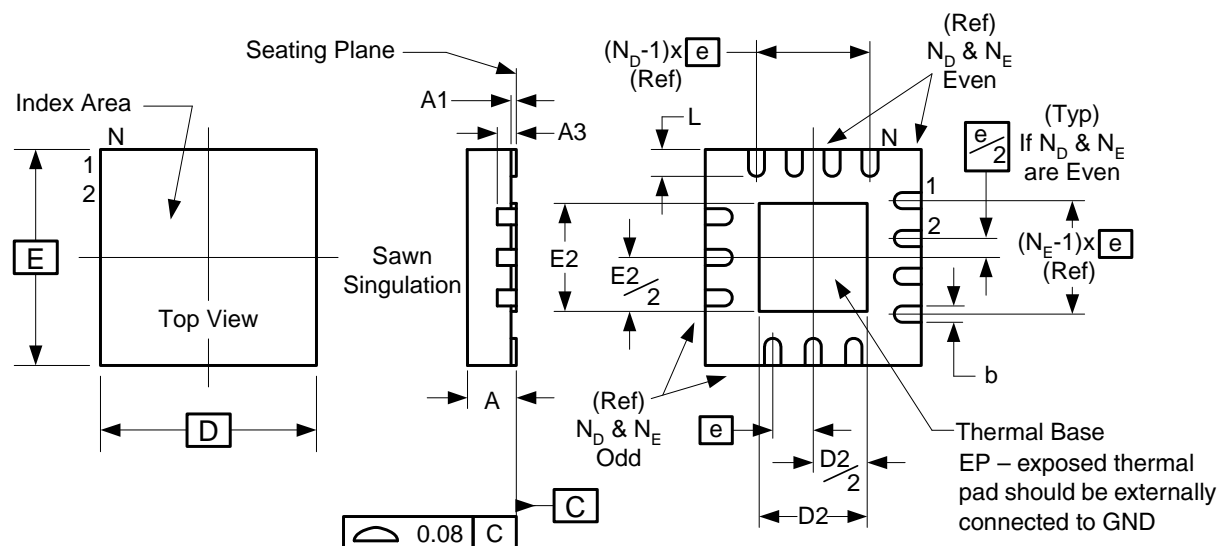 Seating Plane
Index Area
N
1
2
E
Top View
D
A1
A3
Sawn
Singulation
A
C
0.08 C
(N_D-1)x e
(Ref)
(Ref)
N_D & N_E
Even
L
N
e/2
(Typ)
If N_D & N_E
are Even
1
2
(N_E-1)x e
(Ref)
E2
E2/2
b
(Ref)
N_D & N_E
Odd
e
D2/2
D2
Thermal Base
EP – exposed thermal
pad should be externally
connected to GND